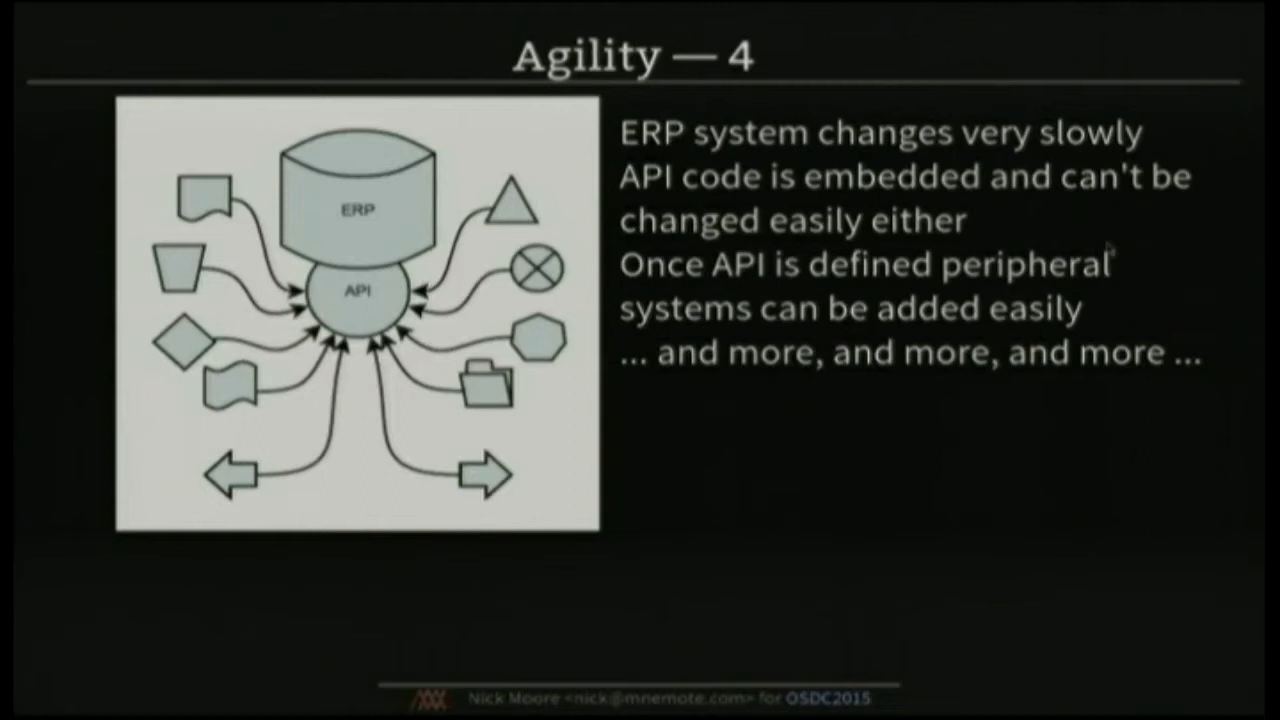 Agility — 4
ERP
API
ERP system changes very slowly
API code is embedded and can't be
changed easily either
Once API is defined peripheral
systems can be added easily
... and more, and more, and more ...
Nick Moore <nick@mnemote.com> for OSDC2015